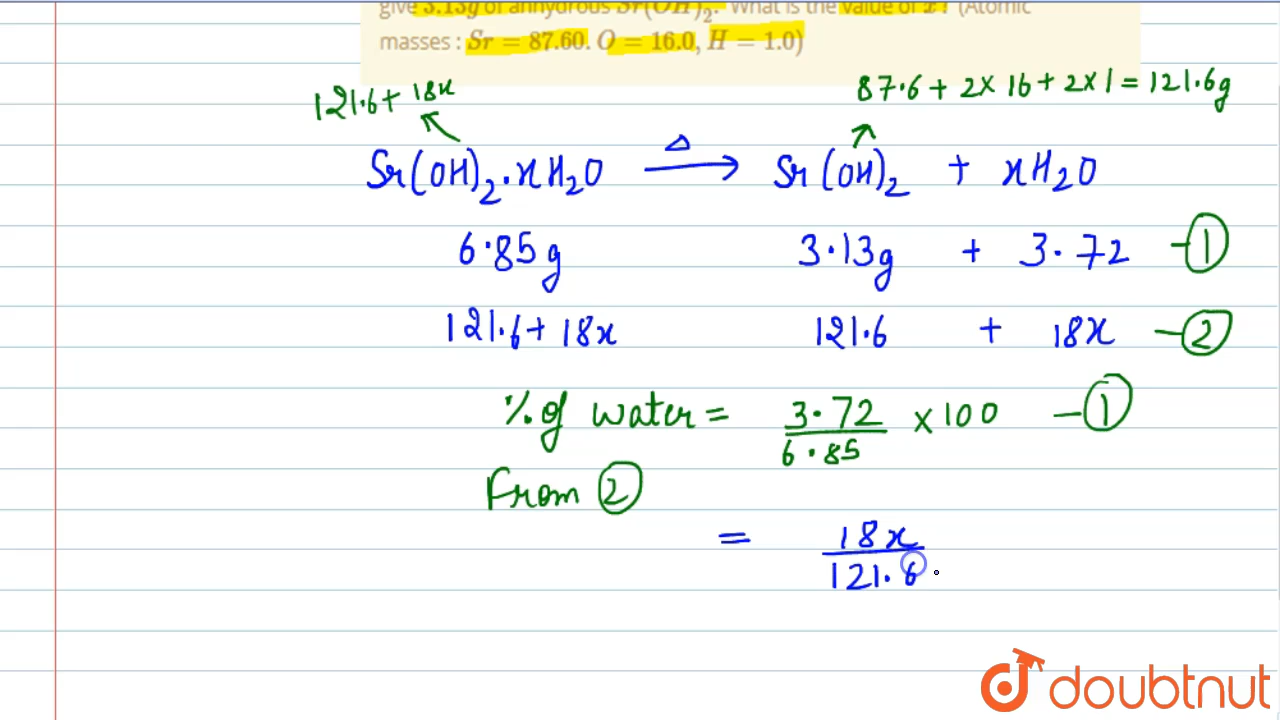 give 3.13g of anhydrous Sr(OH)₂. What is the value of x? (Atomic
masses : Sr = 87.60. O = 16.0, H = 1.0)
121.6+ 18x
87.6 + 2 × 16 + 2 × 1 = 121.6g
Sr(OH)₂.xH₂O —Δ→ Sr(OH)₂ + xH₂O
6.85g 3.13g + 3.72 - ①
121.6 + 18x 121.6 + 18x - ②
% of water = 3.72/6.85 × 100 - ①
From ②
= 18x/121.6
doubtnut